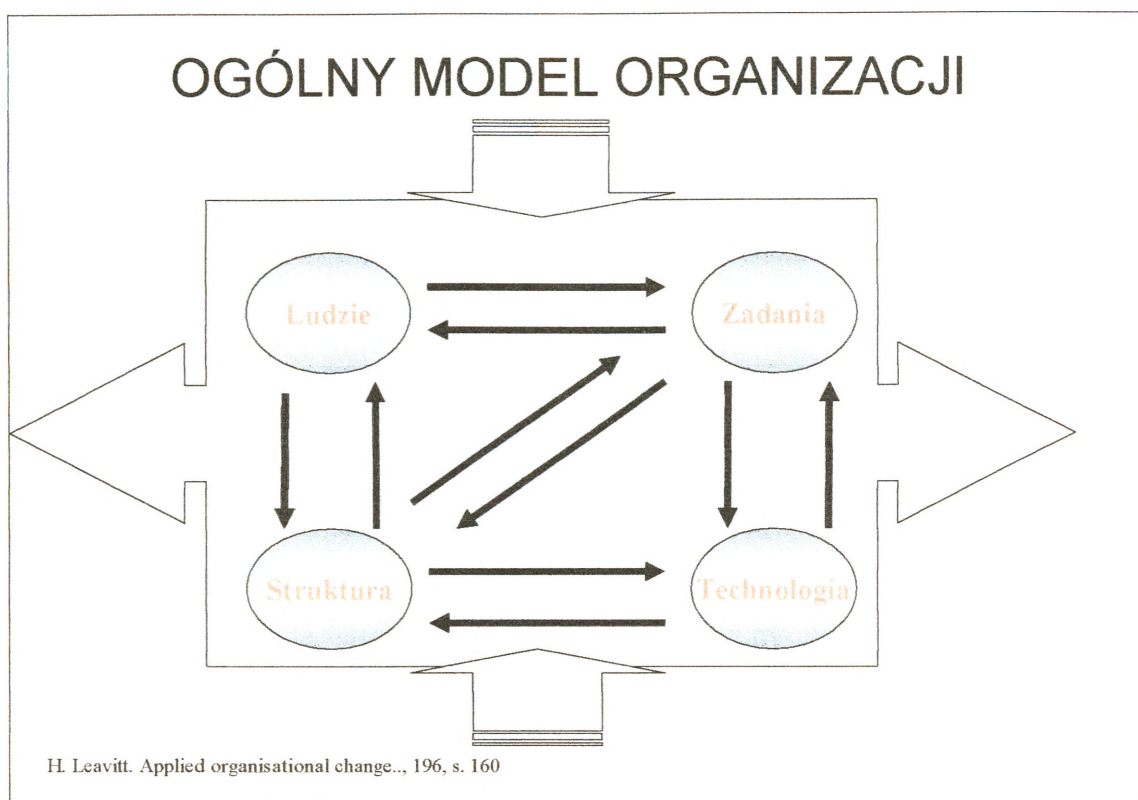 OGÓLNY MODEL ORGANIZACJI
Ludzie
Zadania
Struktura
Technologia
H. Leavitt. Applied organisational change.., 196, s. 160